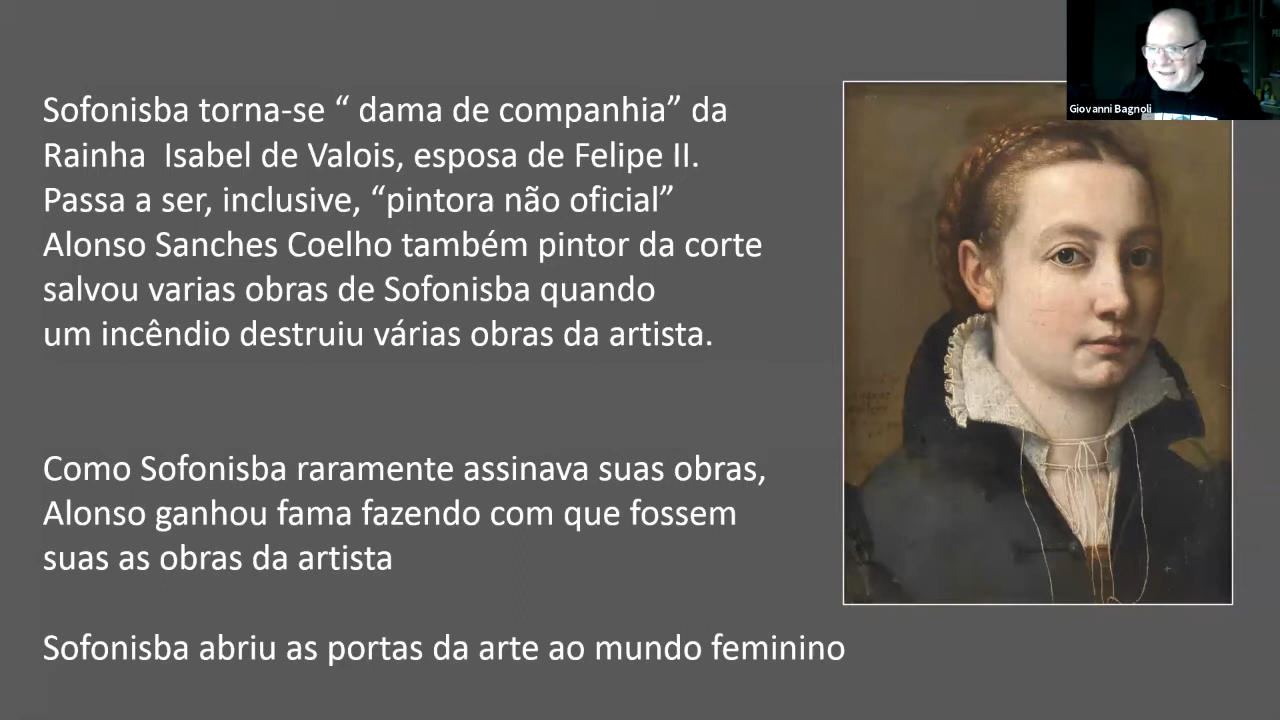 Sofonisba torna-se “ dama de companhia” da
Rainha  Isabel de Valois, esposa de Felipe II.
Passa a ser, inclusive, “pintora não oficial”
Alonso Sanches Coelho também pintor da corte
salvou varias obras de Sofonisba quando
um incêndio destruiu várias obras da artista.
Como Sofonisba raramente assinava suas obras,
Alonso ganhou fama fazendo com que fossem
suas as obras da artista
Sofonisba abriu as portas da arte ao mundo feminino
Giovanni Bagnoli